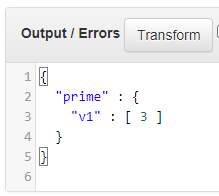 Output / Errors Transform
1 {
2 "prime" : {
3 "v1" : [ 3 ]
4 }
5 }
6